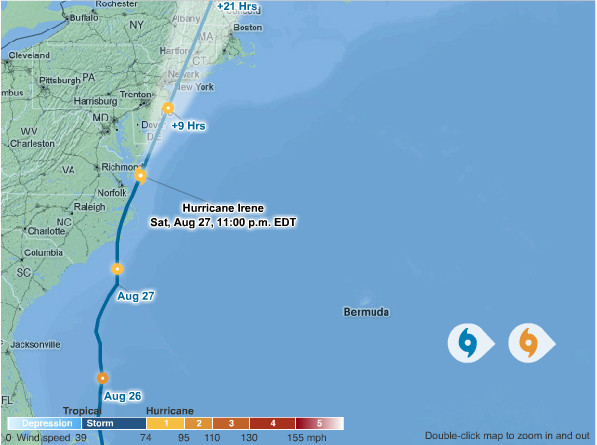 Rochester
+21 Hrs
Buffalo
NY
Albany
Boston
MA
Cleveland
Hartford
CT
Pittsburgh
PA
Newark
New York
Harrisburg
Trenton
MD
Dove
DE
+9 Hrs
WV
Charleston
VA
Richmond
Norfolk
Hurricane Irene
Sat, Aug 27, 11:00 p.m. EDT
Raleigh
NC
Charlotte
Columbia
SC
Aug 27
Bermuda
Jacksonville
FL
Aug 26
Tropical
Hurricane
Depression
Storm
1
2
3
4
5
0 Wind speed 39
74
95
110
130
155 mph
Double-click map to zoom in and out